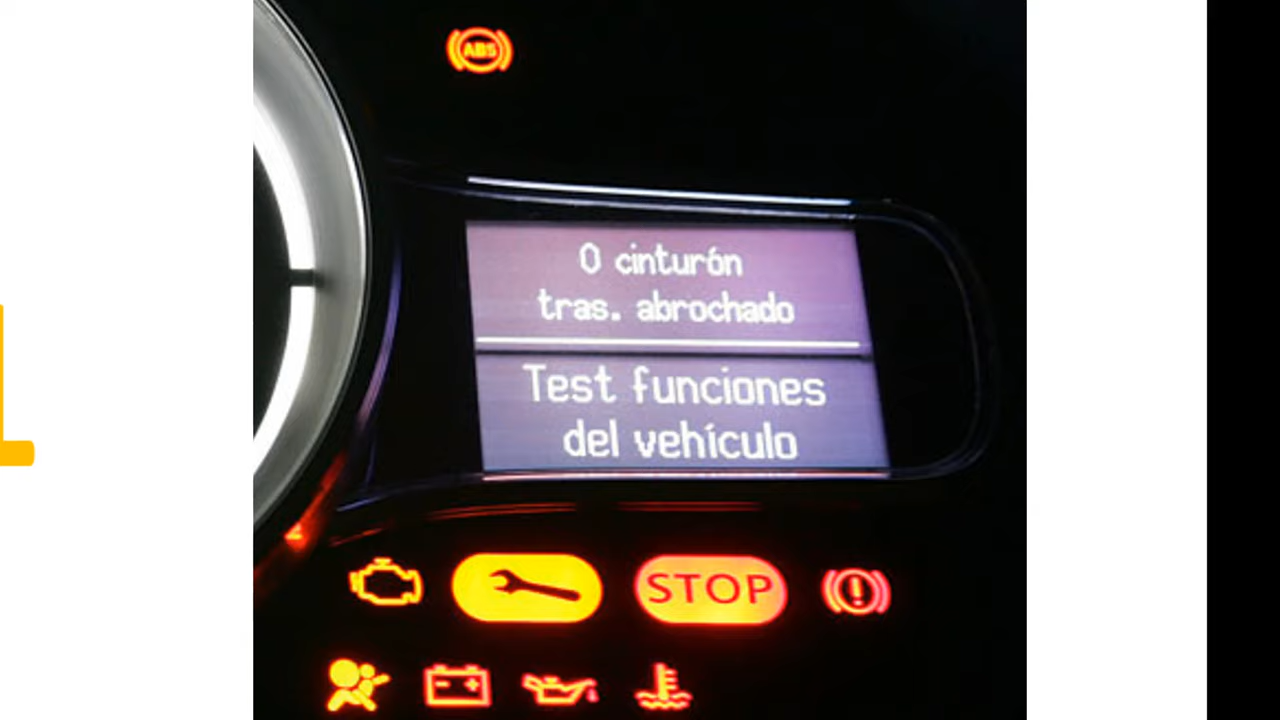 ABS
0 cinturón
tras. abrochado
Test funciones
del vehículo
STOP